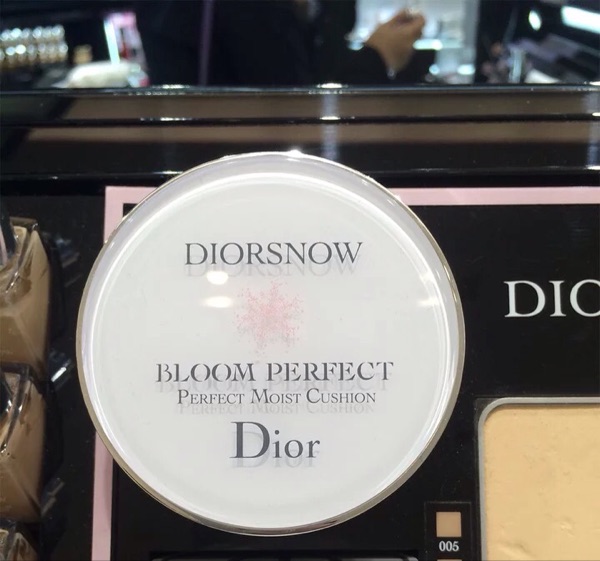 DIORSNOW
BLOOM PERFECT
PERFECT MOIST CUSHION
Dior
DIO
005